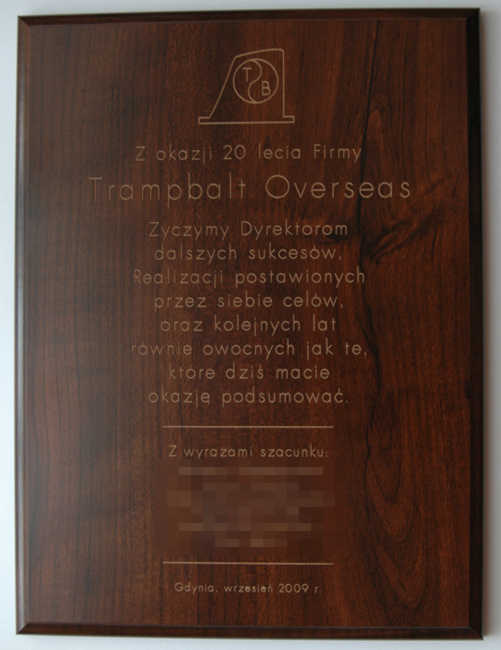 T B
Z okazji 20 lecia Firmy
Trampbalt Overseas
Życzymy Dyrektorom
dalszych sukcesów,
Realizacji postawionych
przez siebie celów,
oraz kolejnych lat
równie owocnych jak te,
które dziś macie
okazję podsumować.
Z wyrazami szacunku:
Gdynia, wrzesień 2009 r.